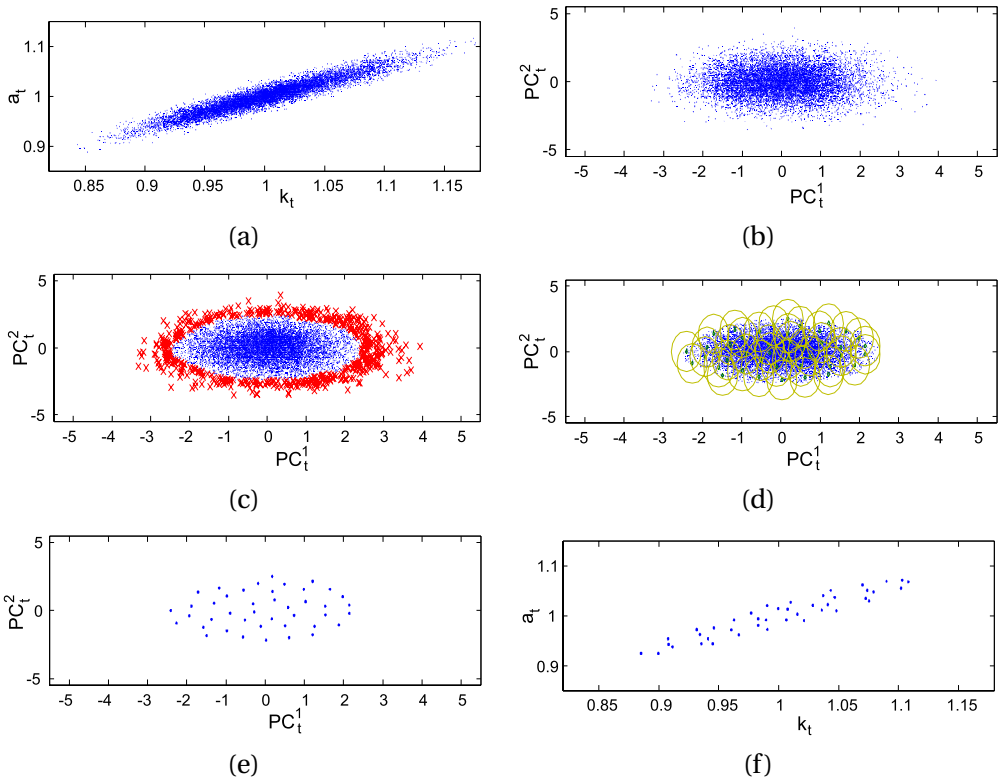 1.1
1
0.9
a_t
0.85 0.9 0.95 1 1.05 1.1 1.15
k_t
(a)
5
0
-5
PC_t^2
-5 -4 -3 -2 -1 0 1 2 3 4 5
PC_t^1
(b)
5
0
-5
PC_t^2
-5 -4 -3 -2 -1 0 1 2 3 4 5
PC_t^1
(c)
5
0
-5
PC_t^2
-5 -4 -3 -2 -1 0 1 2 3 4 5
PC_t^1
(d)
5
0
-5
PC_t^2
-5 -4 -3 -2 -1 0 1 2 3 4 5
PC_t^1
(e)
1.1
1
0.9
a_t
0.85 0.9 0.95 1 1.05 1.1 1.15
k_t
(f)